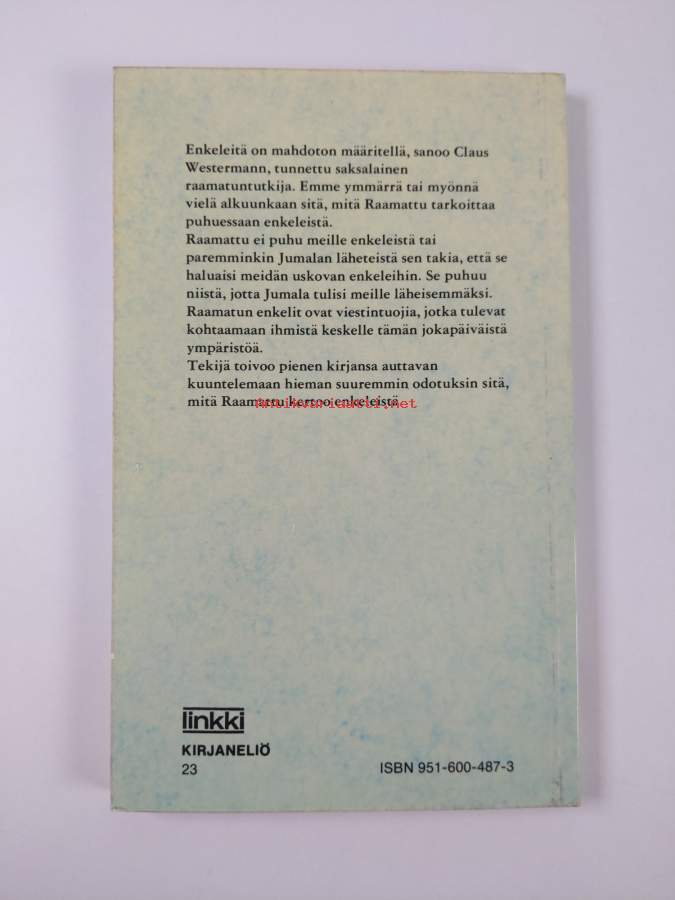 Enkeleitä on mahdoton määritellä, sanoo Claus
Westermann, tunnettu saksalainen
raamatuntutkija. Emme ymmärrä tai myönnä
vielä alkuunkaan sitä, mitä Raamattu tarkoittaa
puhuessaan enkeleistä.
Raamattu ei puhu meille enkeleistä tai
paremminkin Jumalan läheteistä sen takia, että se
haluaisi meidän uskovan enkeleihin. Se puhuu
niistä, jotta Jumala tulisi meille läheisemmäksi.
Raamatun enkelit ovat viestintuojia, jotka tulevat
kohtaamaan ihmistä keskelle tämän jokapäiväistä
ympäristöä.
Tekijä toivoo pienen kirjansa auttavan
kuuntelemaan hieman suuremmin odotuksin sitä,
mitä Raamattu kertoo enkeleistä.
Antikvariaatti.net
linkki
KIRJANELIÖ
23
ISBN 951-600-487-3